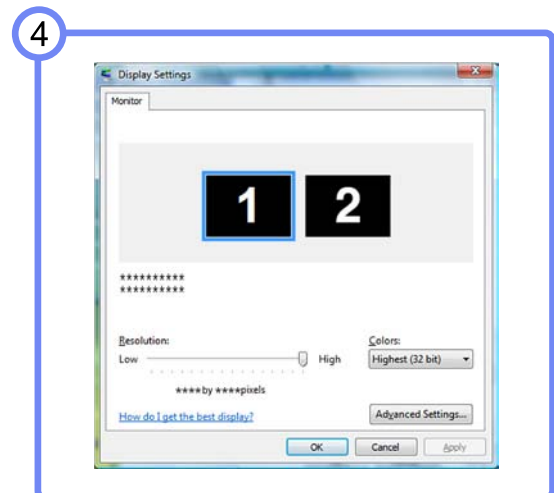 4
Display Settings
Monitor
1 2
**********
**********
Resolution: Colors:
Low High Highest (32 bit)
****by ****pixels
How do I get the best display? Advanced Settings...
OK Cancel Apply